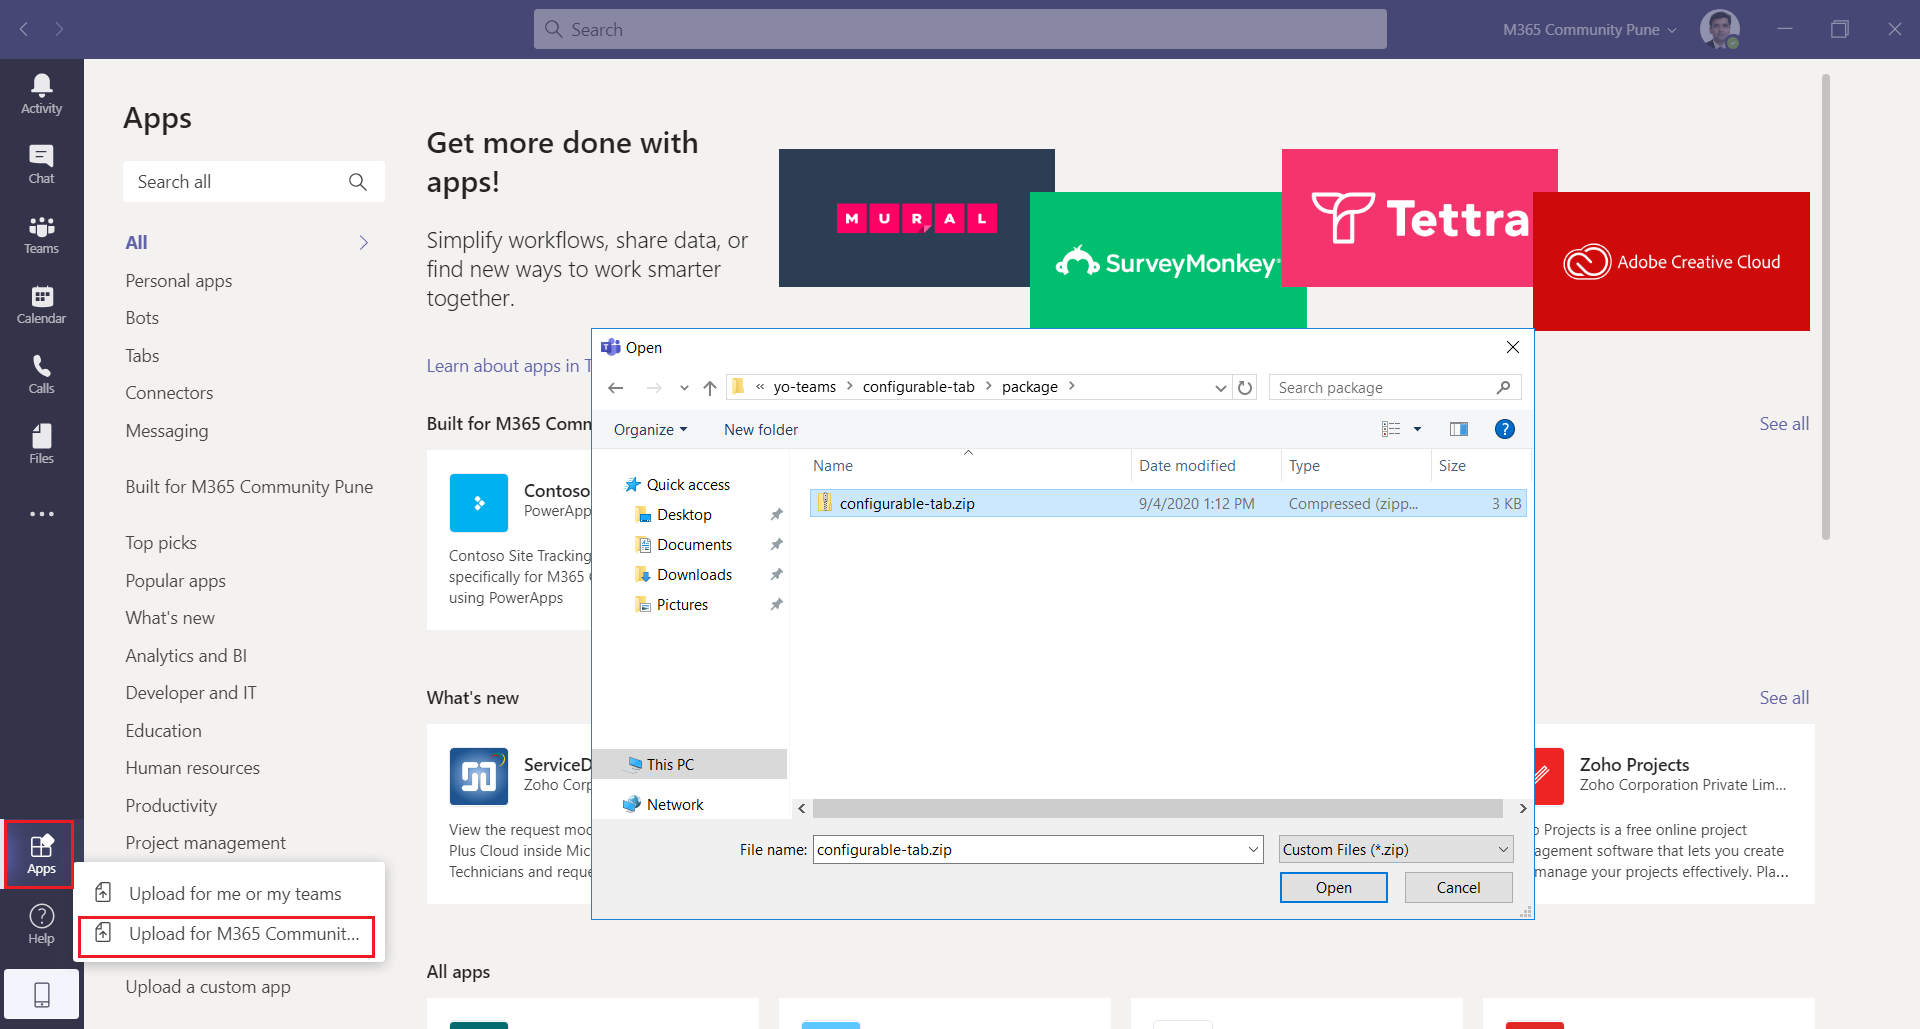 Search
M365 Community Pune
Activity
Chat
Teams
Calendar
Calls
Files
Apps
Help
Apps
Search all
All
Personal apps
Bots
Tabs
Connectors
Messaging
Built for M365 Community Pune
Top picks
Popular apps
What's new
Analytics and BI
Developer and IT
Education
Human resources
Productivity
Project management
Upload for me or my teams
Upload for M365 Communit...
Upload a custom app
Get more done with
apps!
Simplify workflows, share data, or
find new ways to work smarter
together.
Learn about apps in T
MURAL
SurveyMonkey
Tettra
Adobe Creative Cloud
Built for M365 Comm
See all
Contoso
PowerApp
Contoso Site Tracking
specifically for M365
using PowerApps
What's new
See all
ServiceD
Zoho Corp
View the request mod
Plus Cloud inside Mic
Technicians and reque
Zoho Projects
Zoho Corporation Private Lim...
o Projects is a free online project
agement software that lets you create
manage your projects effectively. Pla...
All apps
Open
« yo-teams > configurable-tab > package >
Search package
Organize
New folder
?
Name
Date modified
Type
Size
Quick access
Desktop
Documents
Downloads
Pictures
This PC
Network
configurable-tab.zip
9/4/2020 1:12 PM
Compressed (zipp...
3 KB
File name:
configurable-tab.zip
Custom Files (*.zip)
Open
Cancel